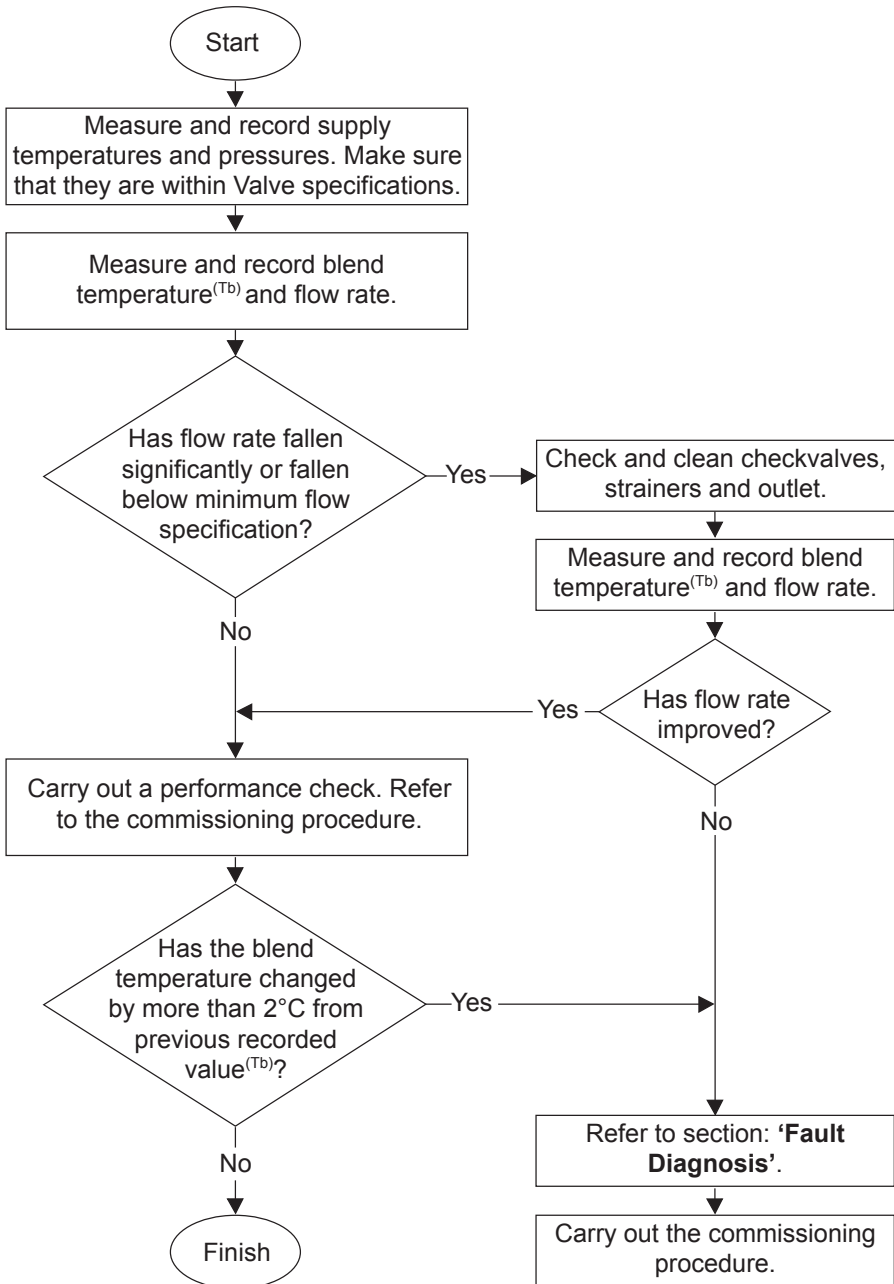 Start
Measure and record supply
temperatures and pressures. Make sure
that they are within Valve specifications.
Measure and record blend
temperature(Tb) and flow rate.
Has flow rate fallen
significantly or fallen
below minimum flow
specification?
Yes
Check and clean checkvalves,
strainers and outlet.
Measure and record blend
temperature(Tb) and flow rate.
No
Has flow rate
improved?
Yes
No
Carry out a performance check. Refer
to the commissioning procedure.
Has the blend
temperature changed
by more than 2°C from
previous recorded
value(Tb)?
Yes
No
Refer to section: ‘Fault
Diagnosis’.
Finish
Carry out the commissioning
procedure.